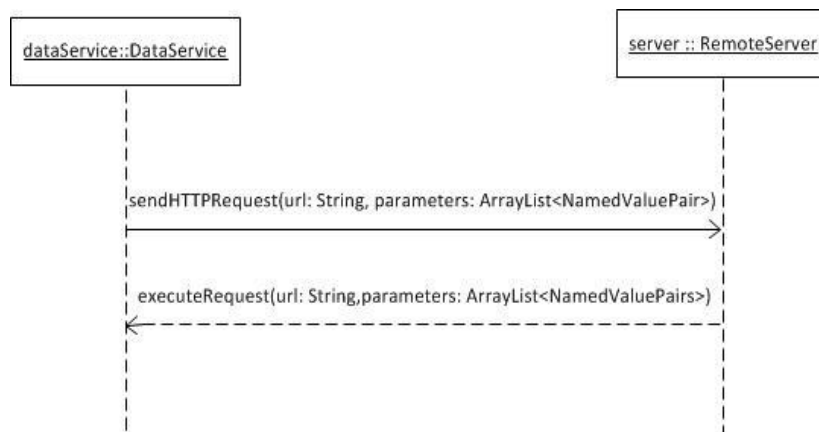 dataService::DataService
server :: RemoteServer
sendHTTPRequest(url: String, parameters: ArrayList<NamedValuePair>)
executeRequest(url: String,parameters: ArrayList<NamedValuePairs>)